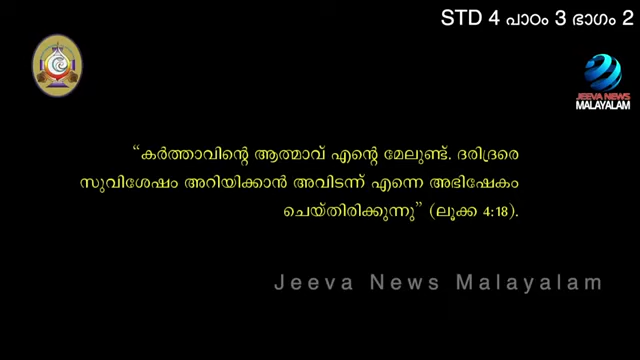 STD 4 പാഠം 3 ഭാഗം 2
JEEVA NEWS
MALAYALAM
“കർത്താവിന്റെ ആത്മാവ് എന്റെ മേലുണ്ട്. ദരിദ്രരെ
സുവിശേഷം അറിയിക്കാൻ അവിടന്ന് എന്നെ അഭിഷേകം
ചെയ്തിരിക്കുന്നു” (ലൂക്ക 4:18).
Jeeva News Malayalam